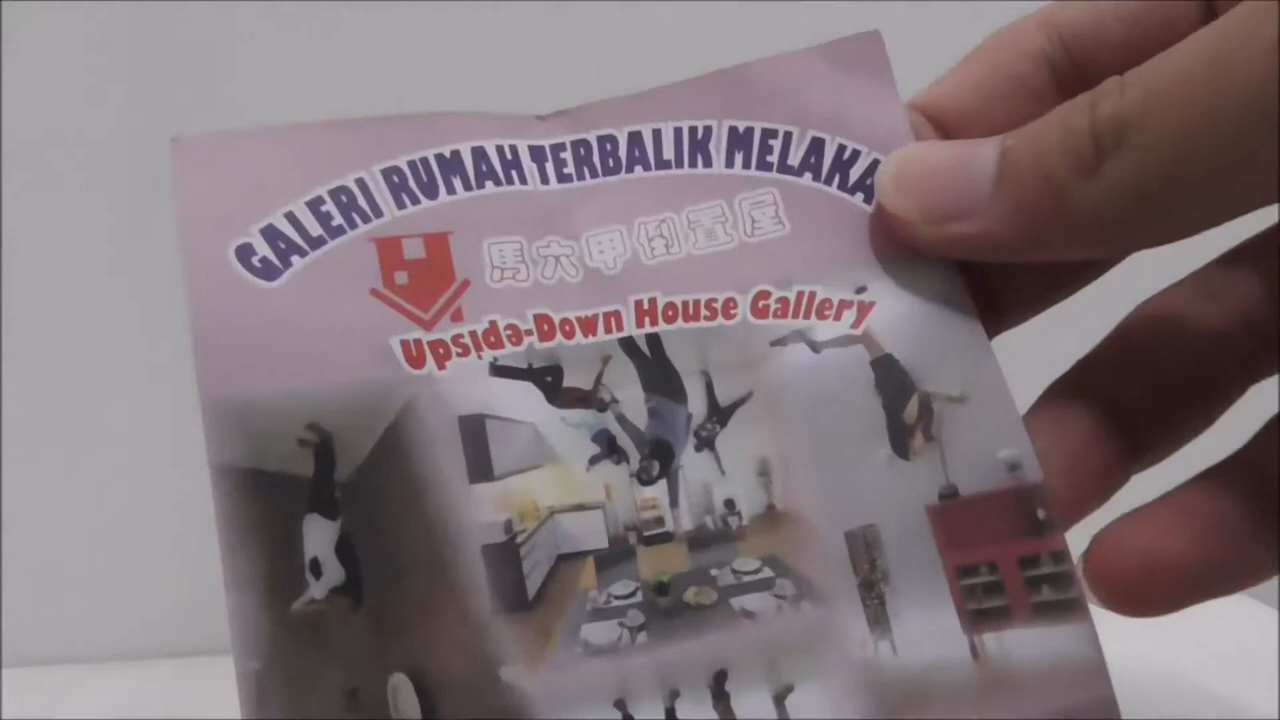 GALERI RUMAH TERBALIK MELAKA
馬六甲倒置屋
Upside-Down House Gallery